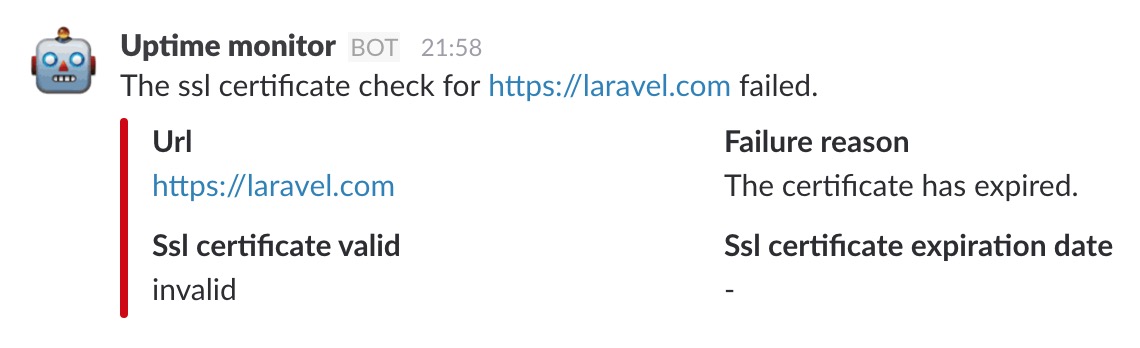 Uptime monitor BOT 21:58
The ssl certificate check for https://laravel.com failed.
Url
https://laravel.com
Failure reason
The certificate has expired.
Ssl certificate valid
invalid
Ssl certificate expiration date
-